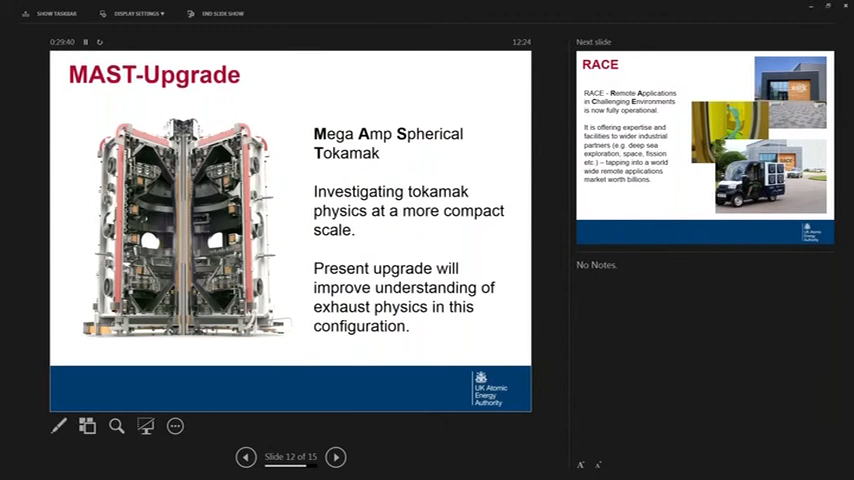 SHOW TASKBAR
DISPLAY SETTINGS ▼
END SLIDE SHOW
0:29:40
12:24
MAST-Upgrade
Mega Amp Spherical
Tokamak
Investigating tokamak
physics at a more compact
scale.
Present upgrade will
improve understanding of
exhaust physics in this
configuration.
UK Atomic
Energy
Authority
Slide 12 of 15
Next slide
RACE
RACE - Remote Applications
in Challenging Environments
is now fully operational.
It is offering expertise and
facilities to wider industrial
partners (e.g. deep sea
exploration, space, fission
etc.) – tapping into a world
wide remote applications
market worth billions.
UK Atomic
Energy
Authority
No Notes.
A A